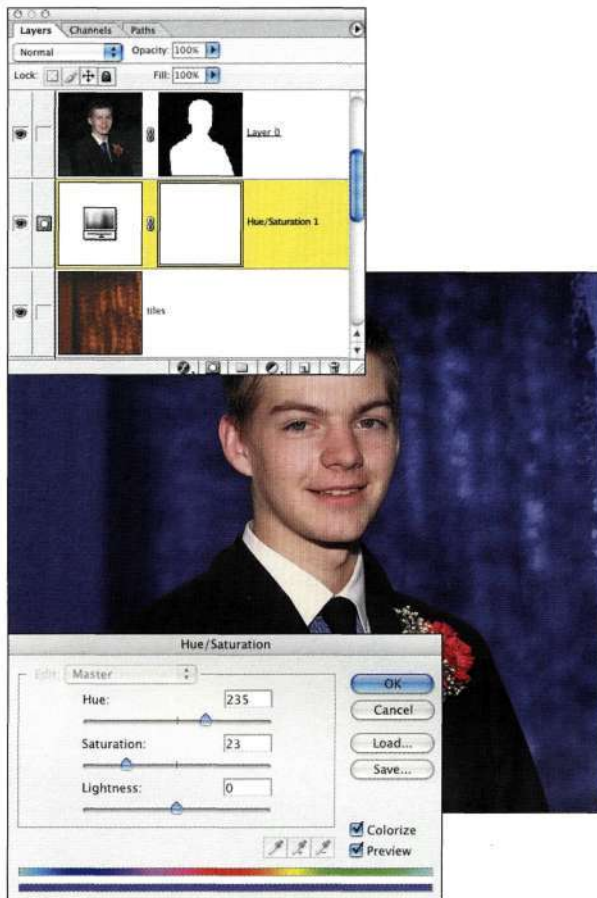 Layers Channels Paths
Normal Opacity: 100%
Lock: Fill: 100%
Layer 0
Hue/Saturation 1
tiles
Hue/Saturation
Edit: Master
Hue: 235
OK
Cancel
Saturation: 23
Load...
Save...
Lightness: 0
Colorize
Preview